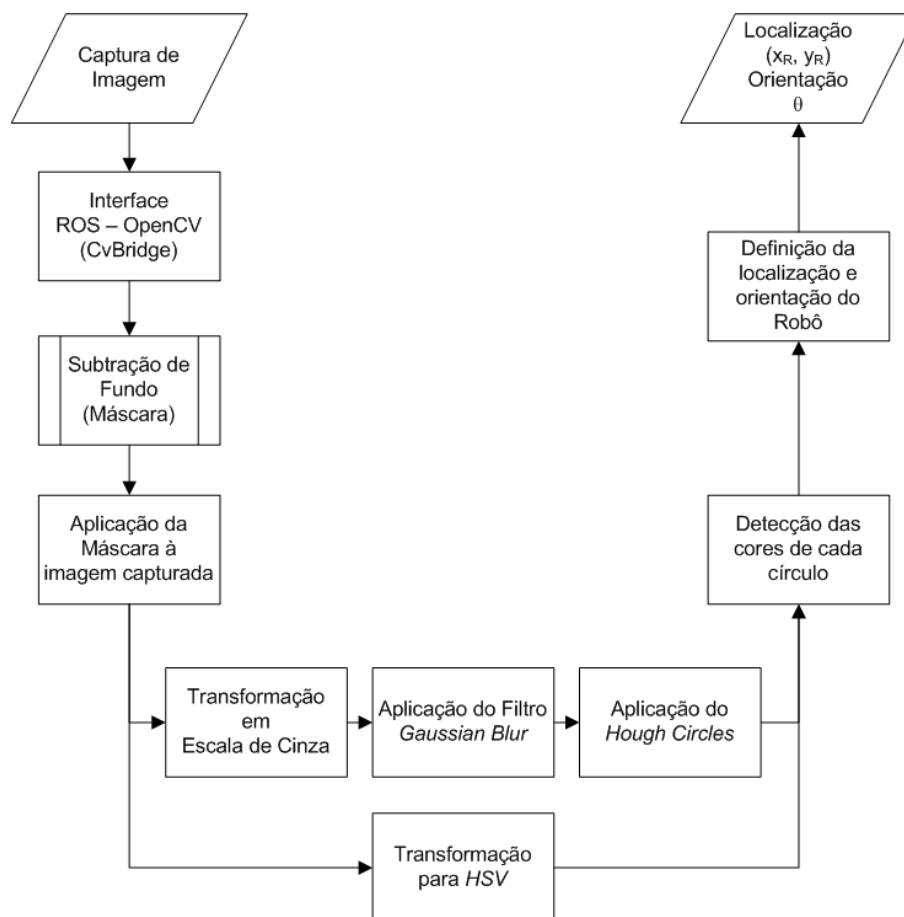 Captura de
Imagem
Interface
ROS – OpenCV
(CvBridge)
Subtração de
Fundo
(Máscara)
Aplicação da
Máscara à
imagem capturada
Transformação
em
Escala de Cinza
Aplicação do Filtro
Gaussian Blur
Aplicação do
Hough Circles
Transformação
para HSV
Detecção das
cores de cada
círculo
Definição da
localização e
orientação do
Robô
Localização
(xR, yR)
Orientação
θ